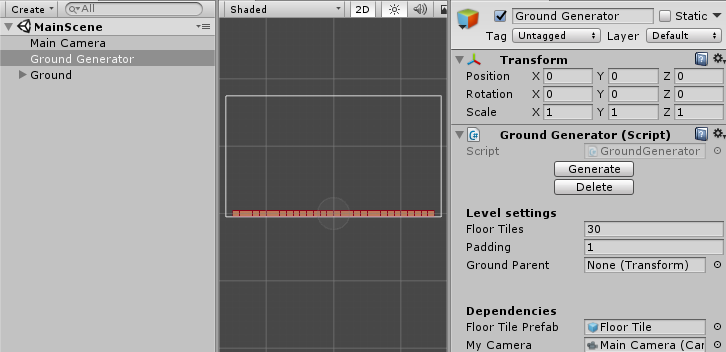 Create
All
MainScene
Main Camera
Ground Generator
Ground
Shaded
2D
Ground Generator
Static
Tag Untagged
Layer Default
Transform
Position X 0 Y 0 Z 0
Rotation X 0 Y 0 Z 0
Scale X 1 Y 1 Z 1
Ground Generator (Script)
Script GroundGenerator
Generate
Delete
Level settings
Floor Tiles 30
Padding 1
Ground Parent None (Transform)
Dependencies
Floor Tile Prefab Floor Tile
My Camera Main Camera (Car